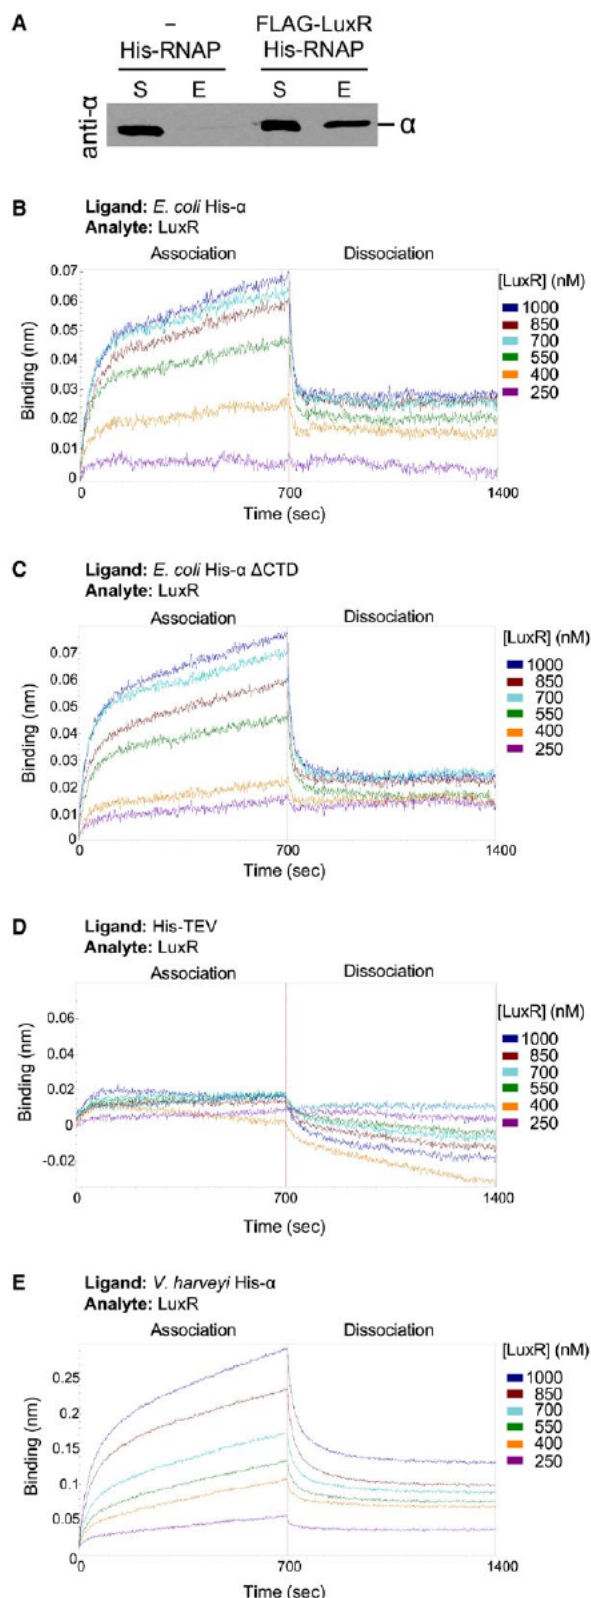 A
–
His-RNAP
FLAG-LuxR
His-RNAP
S E S E
anti-α
α
B
Ligand: E. coli His-α
Analyte: LuxR
Association Dissociation
Binding (nm)
0.07
0.06
0.05
0.04
0.03
0.02
0.01
0
0 700 1400
Time (sec)
[LuxR] (nM)
1000
850
700
550
400
250
C
Ligand: E. coli His-α ΔCTD
Analyte: LuxR
Association Dissociation
Binding (nm)
0.07
0.06
0.05
0.04
0.03
0.02
0.01
0
0 700 1400
Time (sec)
[LuxR] (nM)
1000
850
700
550
400
250
D
Ligand: His-TEV
Analyte: LuxR
Association Dissociation
Binding (nm)
0.06
0.04
0.02
0
-0.02
0 700 1400
Time (sec)
[LuxR] (nM)
1000
850
700
550
400
250
E
Ligand: V. harveyi His-α
Analyte: LuxR
Association Dissociation
Binding (nm)
0.25
0.2
0.15
0.1
0.05
0
0 700 1400
Time (sec)
[LuxR] (nM)
1000
850
700
550
400
250